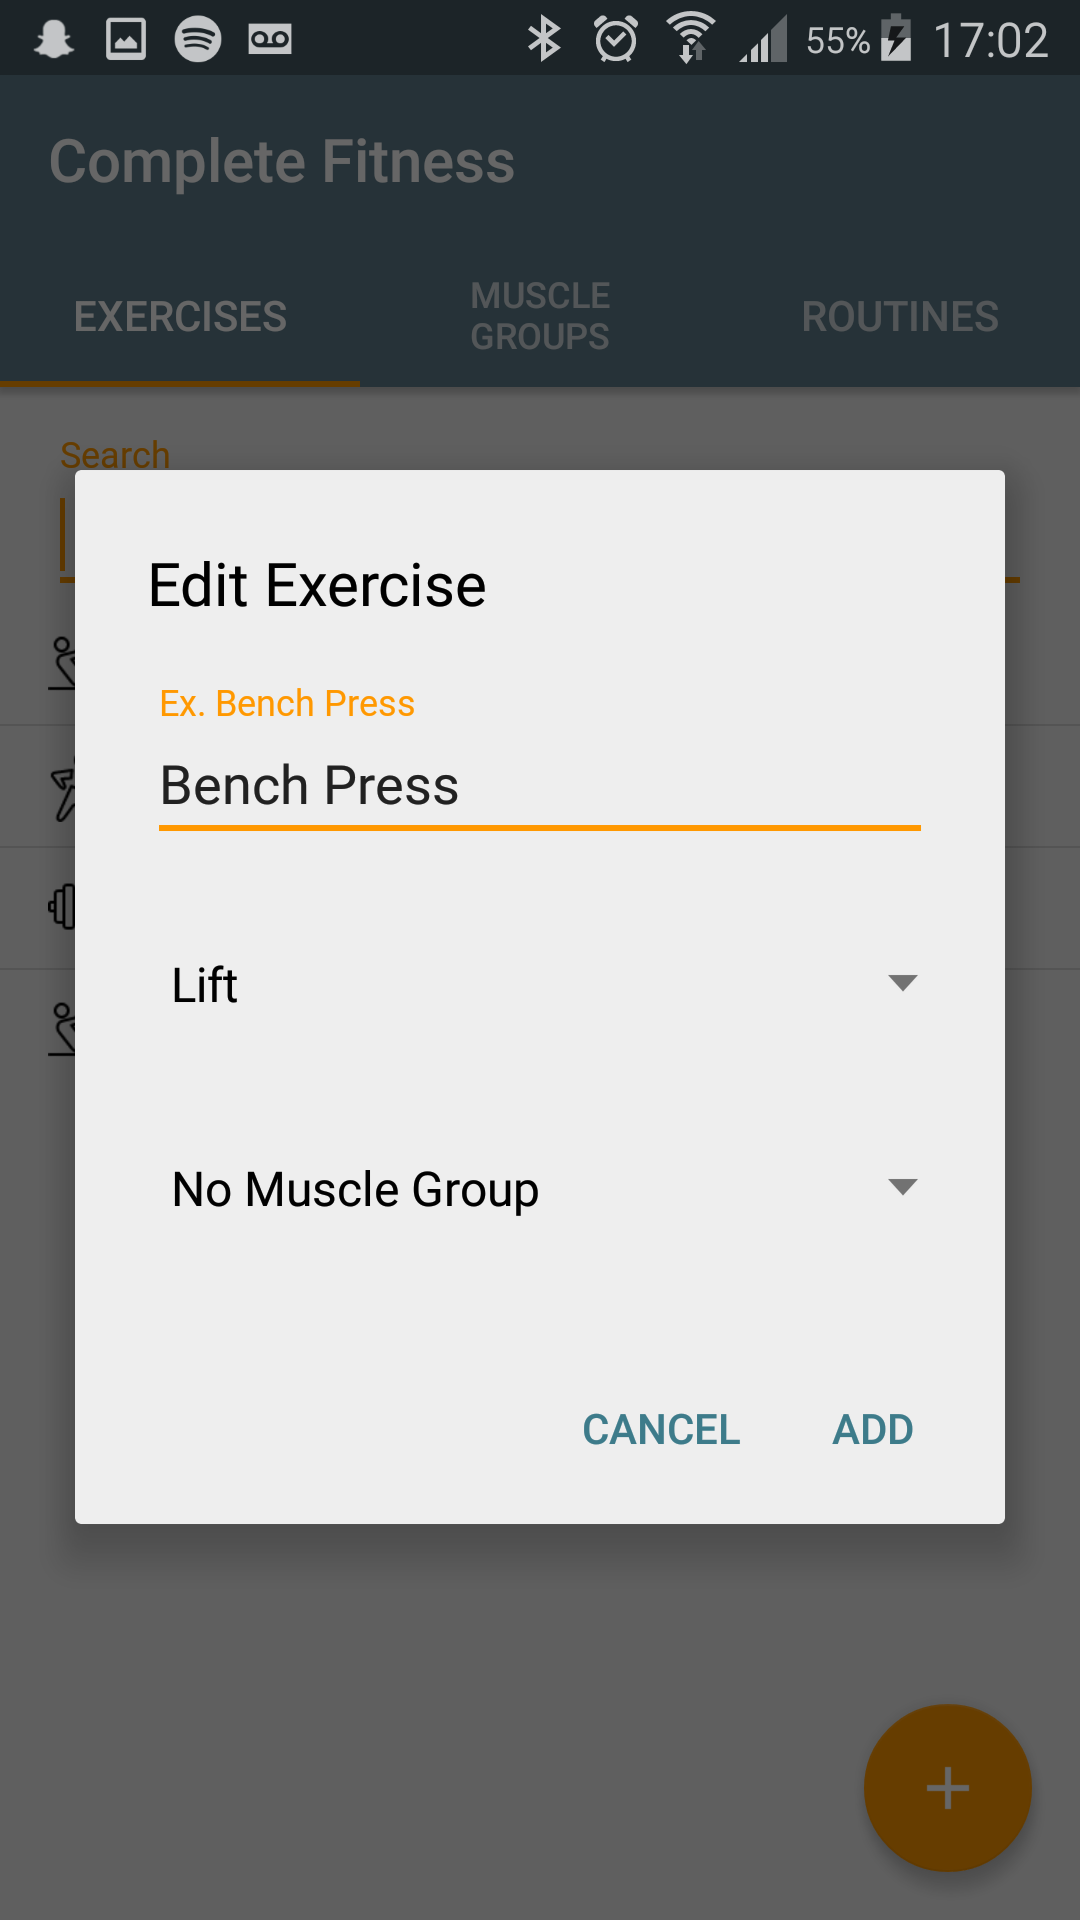 55% 17:02
Complete Fitness
EXERCISES
MUSCLE
GROUPS
ROUTINES
Search
Edit Exercise
Ex. Bench Press
Bench Press
Lift
No Muscle Group
CANCEL ADD